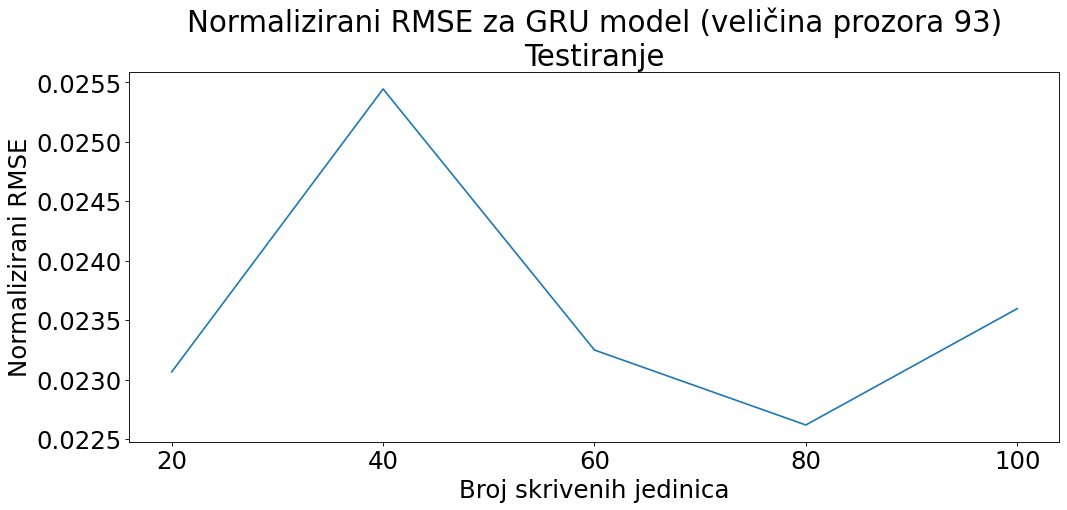 Normalizirani RMSE za GRU model (veličina prozora 93)
Testiranje
Normalizirani RMSE
0.0255
0.0250
0.0245
0.0240
0.0235
0.0230
0.0225
20 40 60 80 100
Broj skrivenih jedinica